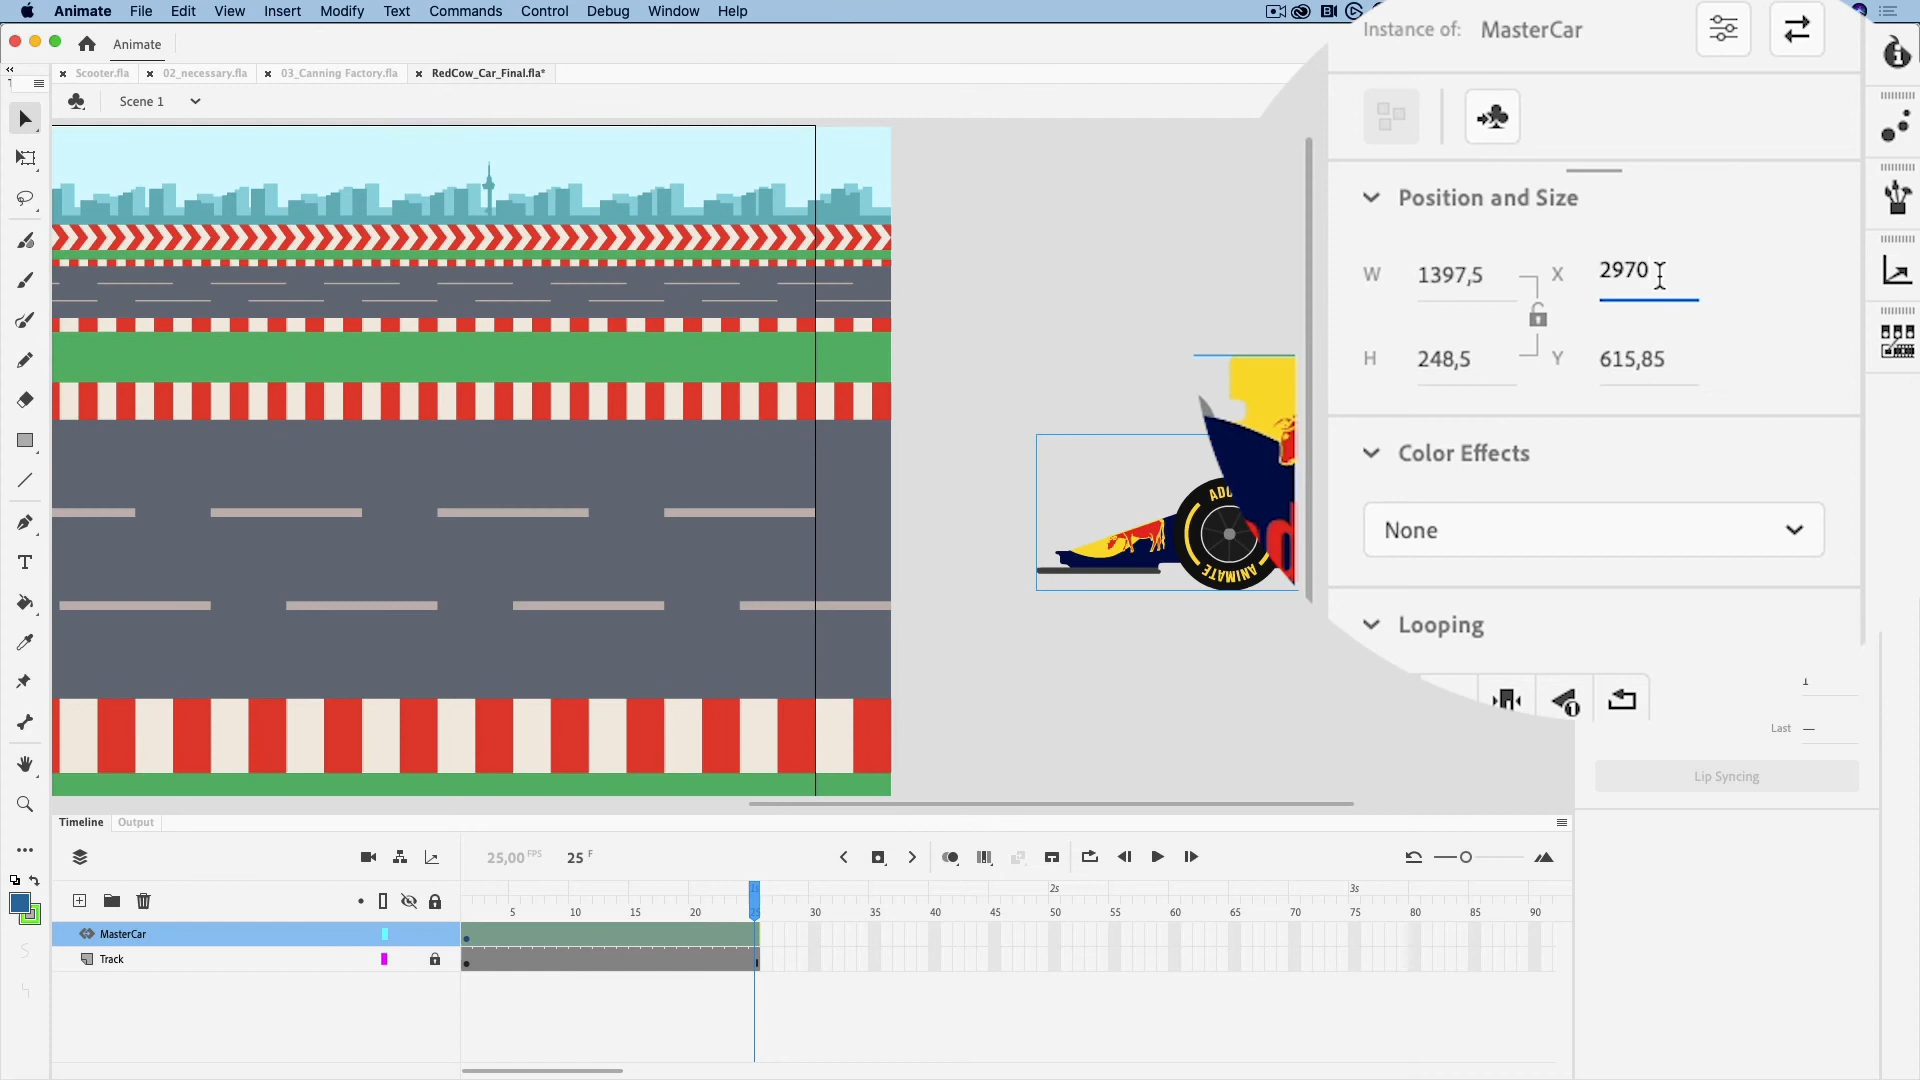 Animate File Edit View Insert Modify Text Commands Control Debug Window Help
Animate
Scooter.fla 02_necessary.fla 03_Canning Factory.fla RedCow_Car_Final.fla*
Scene 1
Instance of: MasterCar
Position and Size
W 1397,5 X 2970
H 248,5 Y 615,85
Color Effects
None
Looping
ANIMATE
1
Last —
Lip Syncing
Timeline Output
25,00 FPS 25 F
1s 2s 3s
5 10 15 20 25 30 35 40 45 50 55 60 65 70 75 80 85 90
MasterCar
Track